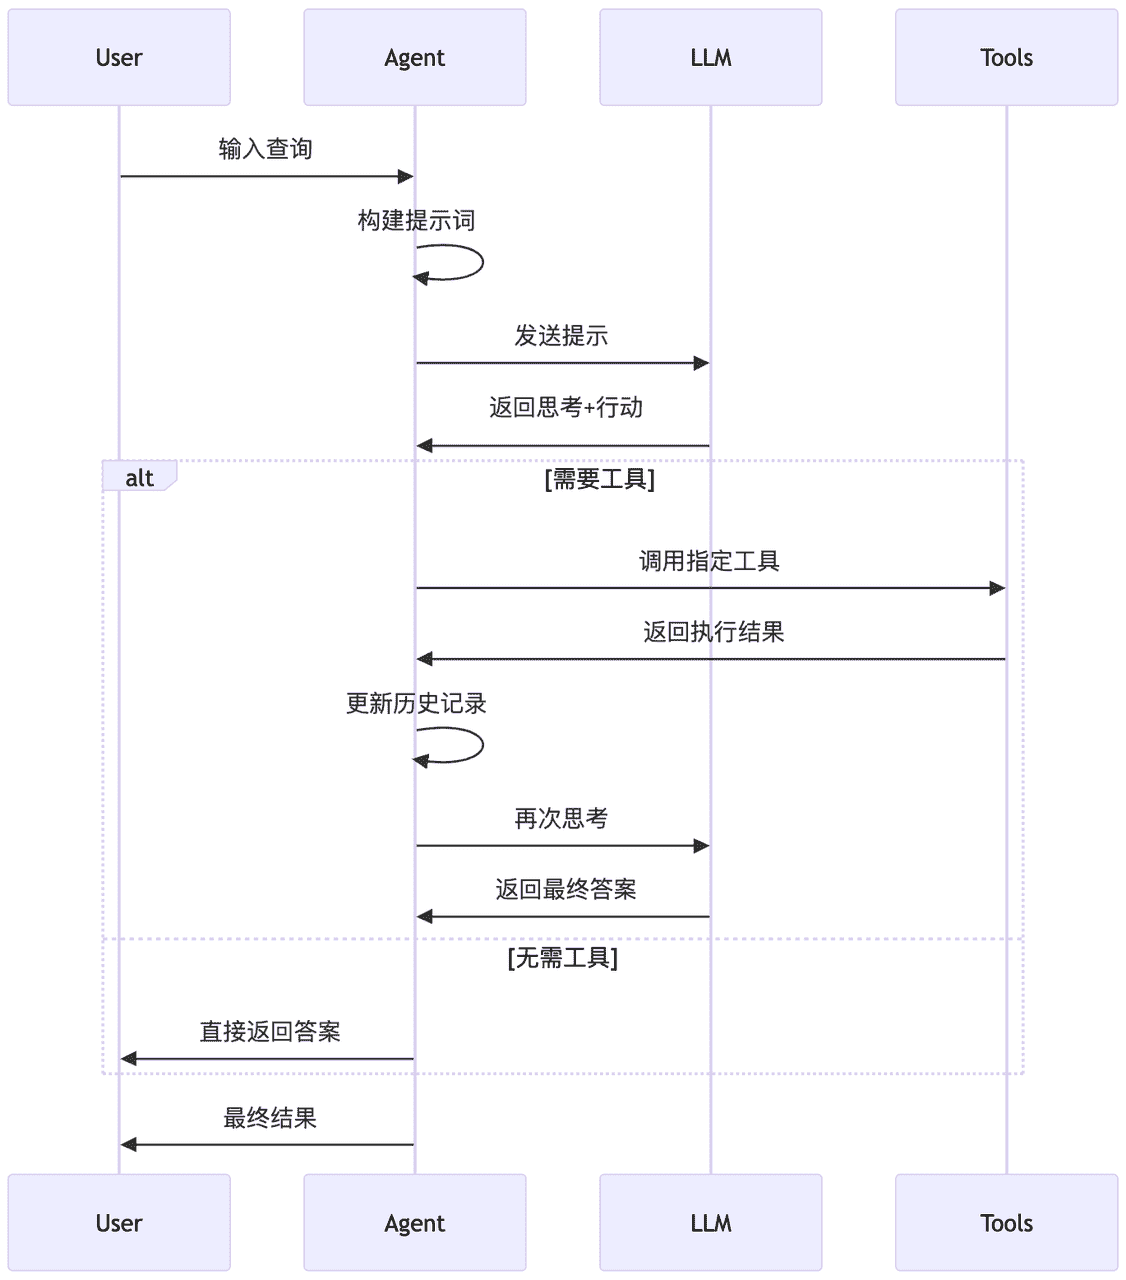 User
Agent
LLM
Tools
输入查询
构建提示词
发送提示
返回思考+行动
alt
[需要工具]
调用指定工具
返回执行结果
更新历史记录
再次思考
返回最终答案
[无需工具]
直接返回答案
最终结果
User
Agent
LLM
Tools